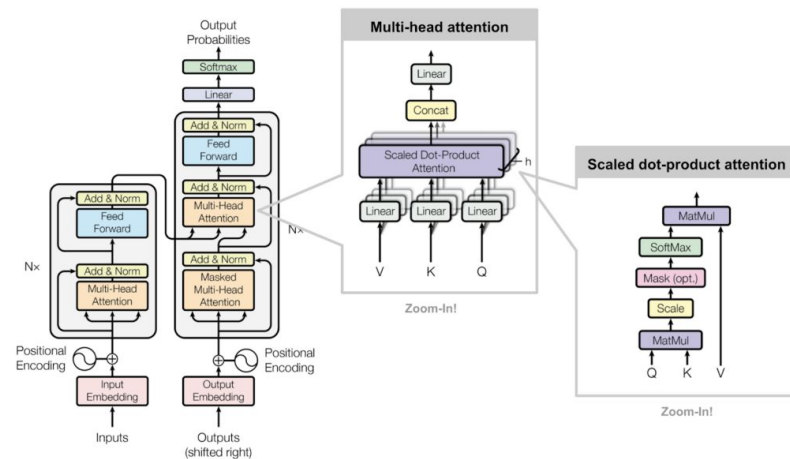 Output
Probabilities
Softmax
Linear
Add & Norm
Feed
Forward
Add & Norm
Multi-Head
Attention
Add & Norm
Masked
Multi-Head
Attention
N×
Positional
Encoding
Output
Embedding
Outputs
(shifted right)
Add & Norm
Feed
Forward
Add & Norm
Multi-Head
Attention
N×
Positional
Encoding
Input
Embedding
Inputs
Multi-head attention
Linear
Concat
Scaled Dot-Product
Attention
h
Linear Linear Linear
V K Q
Zoom-In!
Scaled dot-product attention
MatMul
SoftMax
Mask (opt.)
Scale
MatMul
Q K V
Zoom-In!